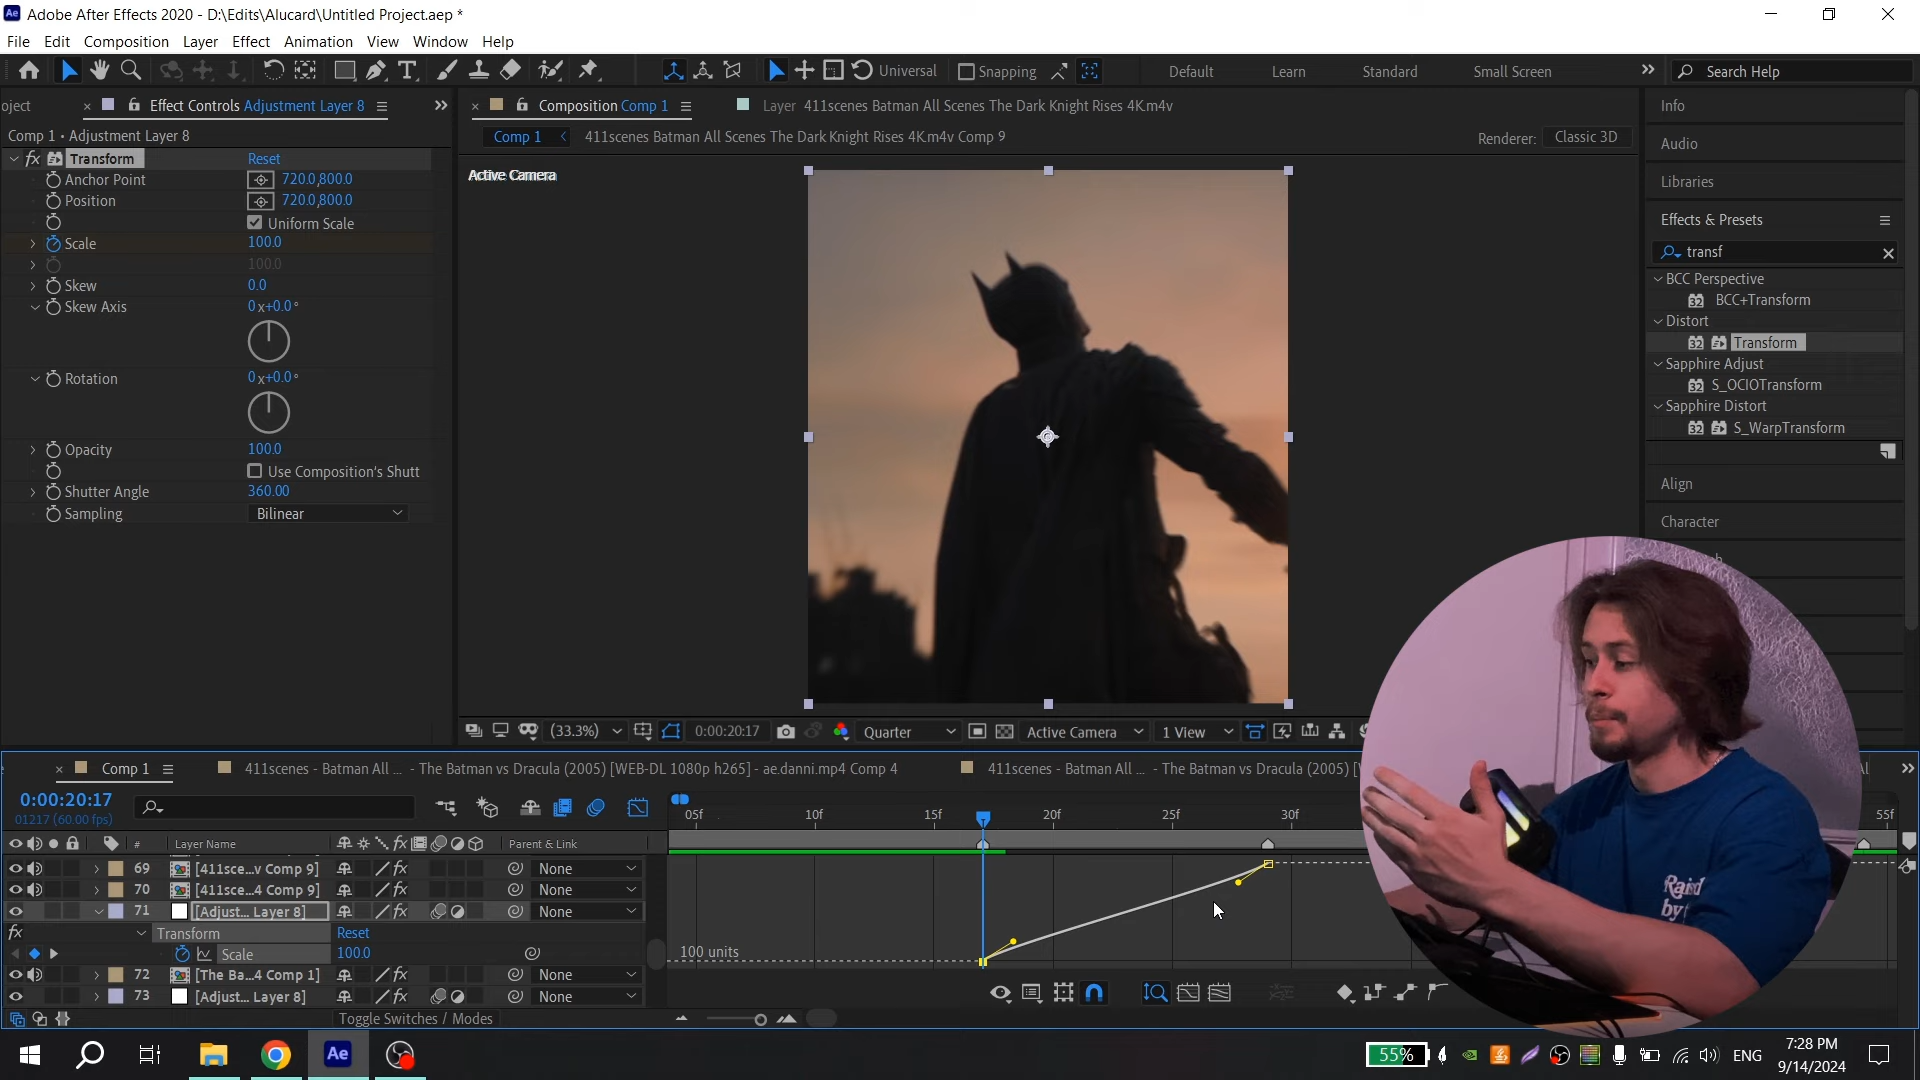 Adobe After Effects 2020 - D:\Edits\Alucard\Untitled Project.aep *
File Edit Composition Layer Effect Animation View Window Help
Universal Snapping Default Learn Standard Small Screen Search Help
oject Effect Controls Adjustment Layer 8
Composition Comp 1
Layer 411scenes Batman All Scenes The Dark Knight Rises 4K.m4v
Info
Comp 1 • Adjustment Layer 8
Comp 1 411scenes Batman All Scenes The Dark Knight Rises 4K.m4v Comp 9
Renderer: Classic 3D
Audio
fx Transform Reset
Active Camera
Anchor Point 720.0,800.0
Libraries
Position 720.0,800.0
Uniform Scale
Effects & Presets
Scale 100.0
transf
100.0
BCC Perspective
Skew 0.0
BCC+Transform
Skew Axis 0x+0.0°
Distort
Transform
Sapphire Adjust
Rotation 0x+0.0°
S_OCIOTransform
Sapphire Distort
S_WarpTransform
Opacity 100.0
Use Composition's Shutt
Align
Shutter Angle 360.00
Sampling Bilinear
Character
(33.3%) 0:00:20:17 Quarter Active Camera 1 View
Comp 1
411scenes - Batman All ... - The Batman vs Dracula (2005) [WEB-DL 1080p h265] - ae.danni.mp4 Comp 4
411scenes - Batman All ... - The Batman vs Dracula (2005) [W
Al
0:00:20:17
01217 (60.00 fps)
05f 10f 15f 20f 25f 30f 55f
# Layer Name Parent & Link
69 [411sce...v Comp 9] None
70 [411sce...4 Comp 9] None
71 [Adjust... Layer 8] None
fx Transform Reset
Scale 100.0
100 units
72 [The Ba...4 Comp 1] None
73 [Adjust... Layer 8] None
Toggle Switches / Modes
55% ENG 7:28 PM
9/14/2024